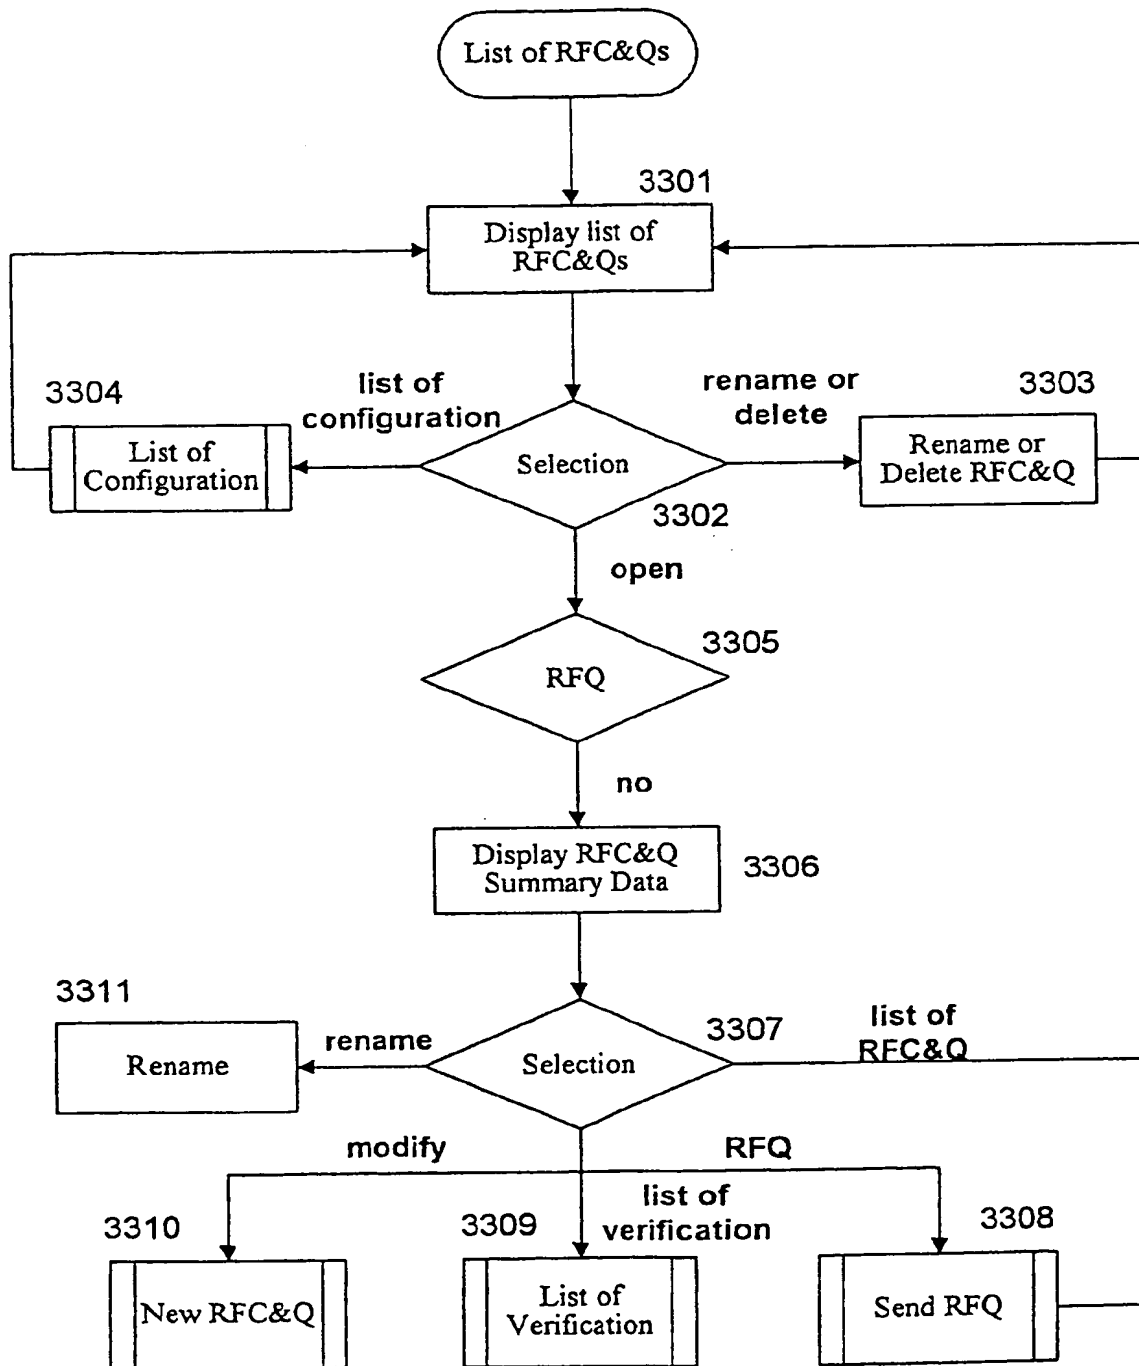 List of RFC&Qs
3301
Display list of
RFC&Qs
3304
list of
configuration
rename or
delete
3303
List of
Configuration
Selection
Rename or
Delete RFC&Q
3302
open
3305
RFQ
no
Display RFC&Q
Summary Data
3306
3311
3307
list of
RFC&Q
Rename
rename
Selection
modify
RFQ
3310
3309
list of
verification
3308
New RFC&Q
List of
Verification
Send RFQ